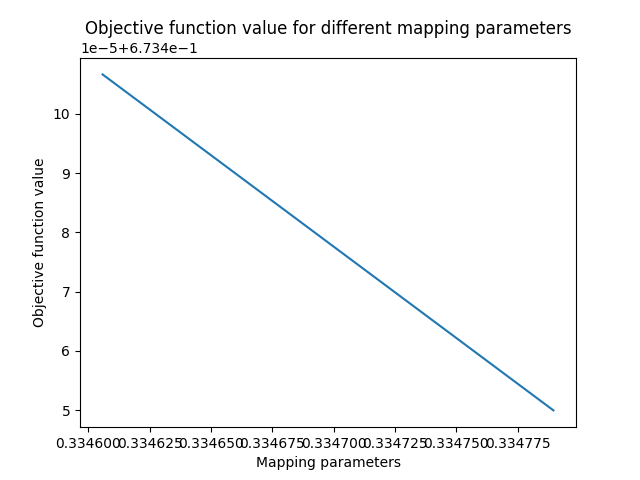 Objective function value for different mapping parameters
1e−5+6.734e−1
10
9
8
7
6
5
Objective function value
0.334600 0.334625 0.334650 0.334675 0.334700 0.334725 0.334750 0.334775
Mapping parameters